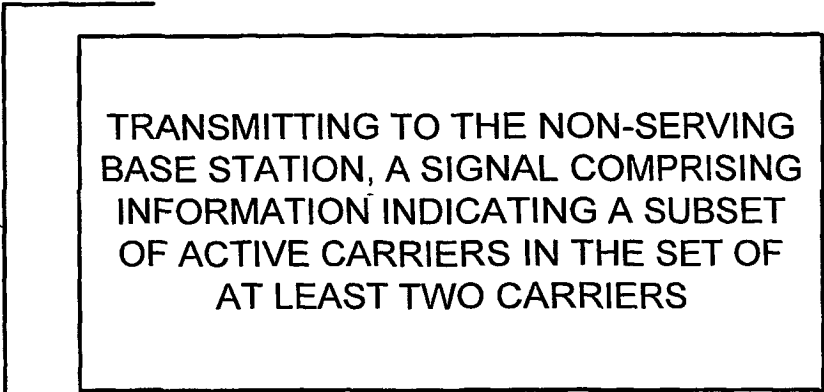 TRANSMITTING TO THE NON-SERVING
BASE STATION, A SIGNAL COMPRISING
INFORMATION INDICATING A SUBSET
OF ACTIVE CARRIERS IN THE SET OF
AT LEAST TWO CARRIERS